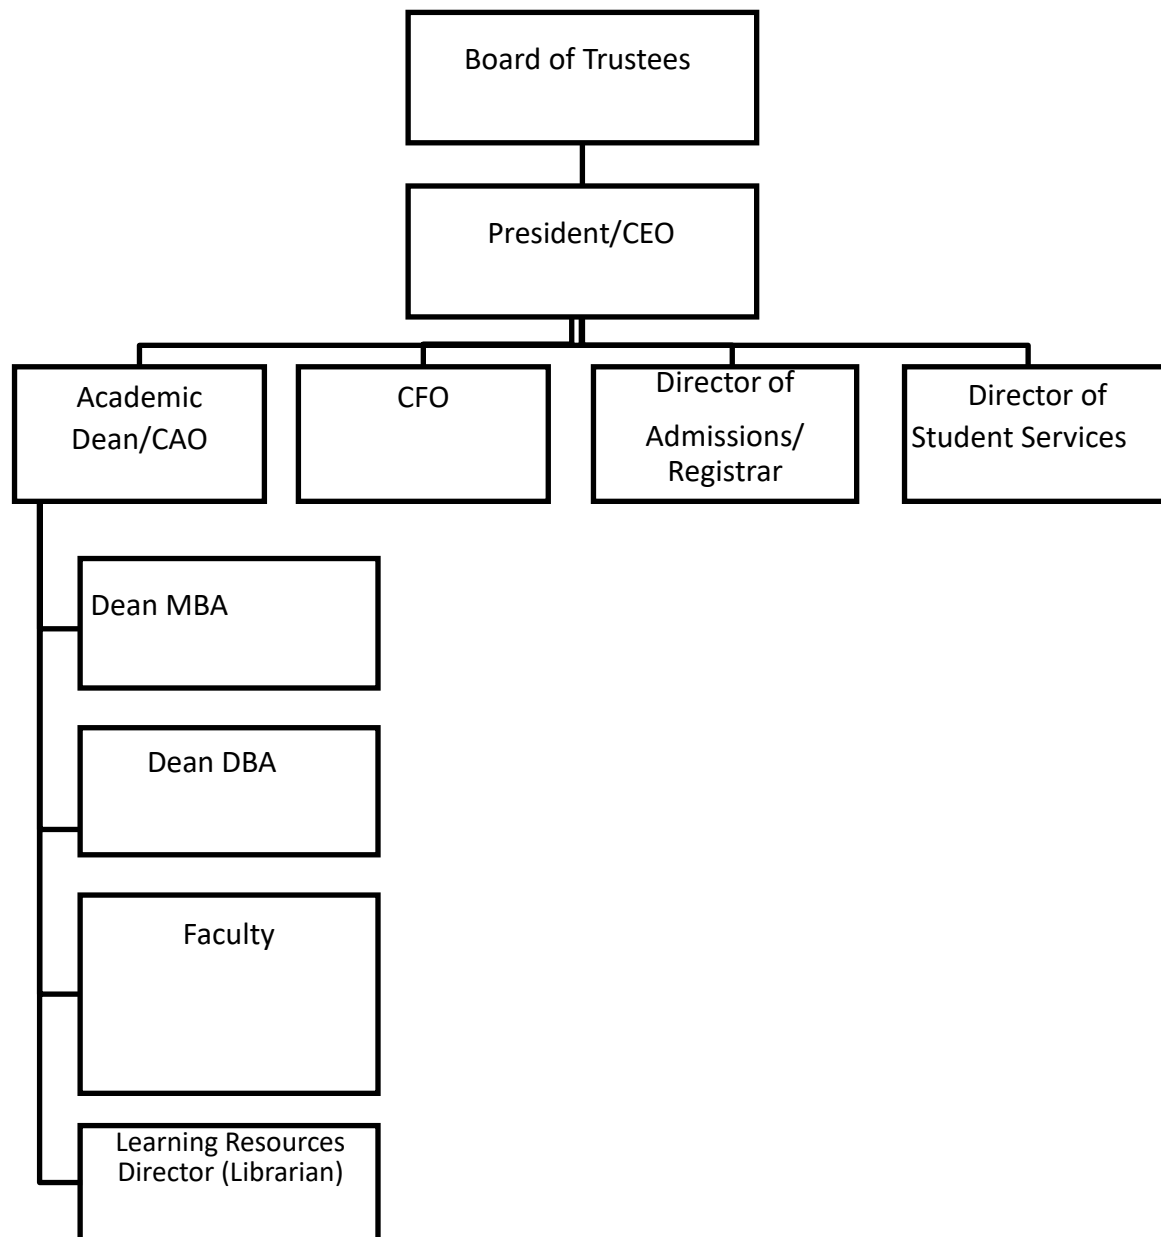 Board of Trustees
President/CEO
Academic
Dean/CAO
CFO
Director of
Admissions/
Registrar
Director of
Student Services
Dean MBA
Dean DBA
Faculty
Learning Resources
Director (Librarian)